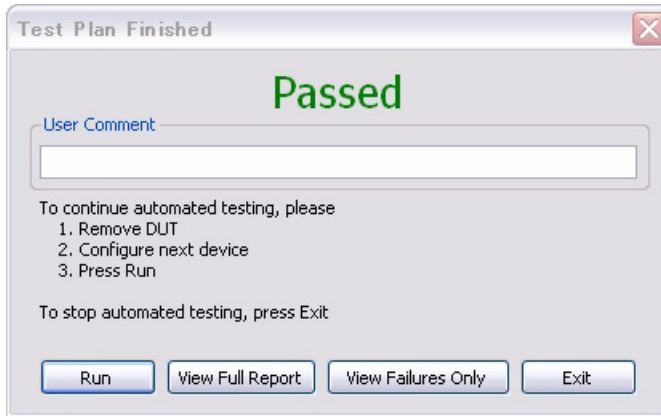 Test Plan Finished
Passed
User Comment
To continue automated testing, please
1. Remove DUT
2. Configure next device
3. Press Run
To stop automated testing, press Exit
Run View Full Report View Failures Only Exit